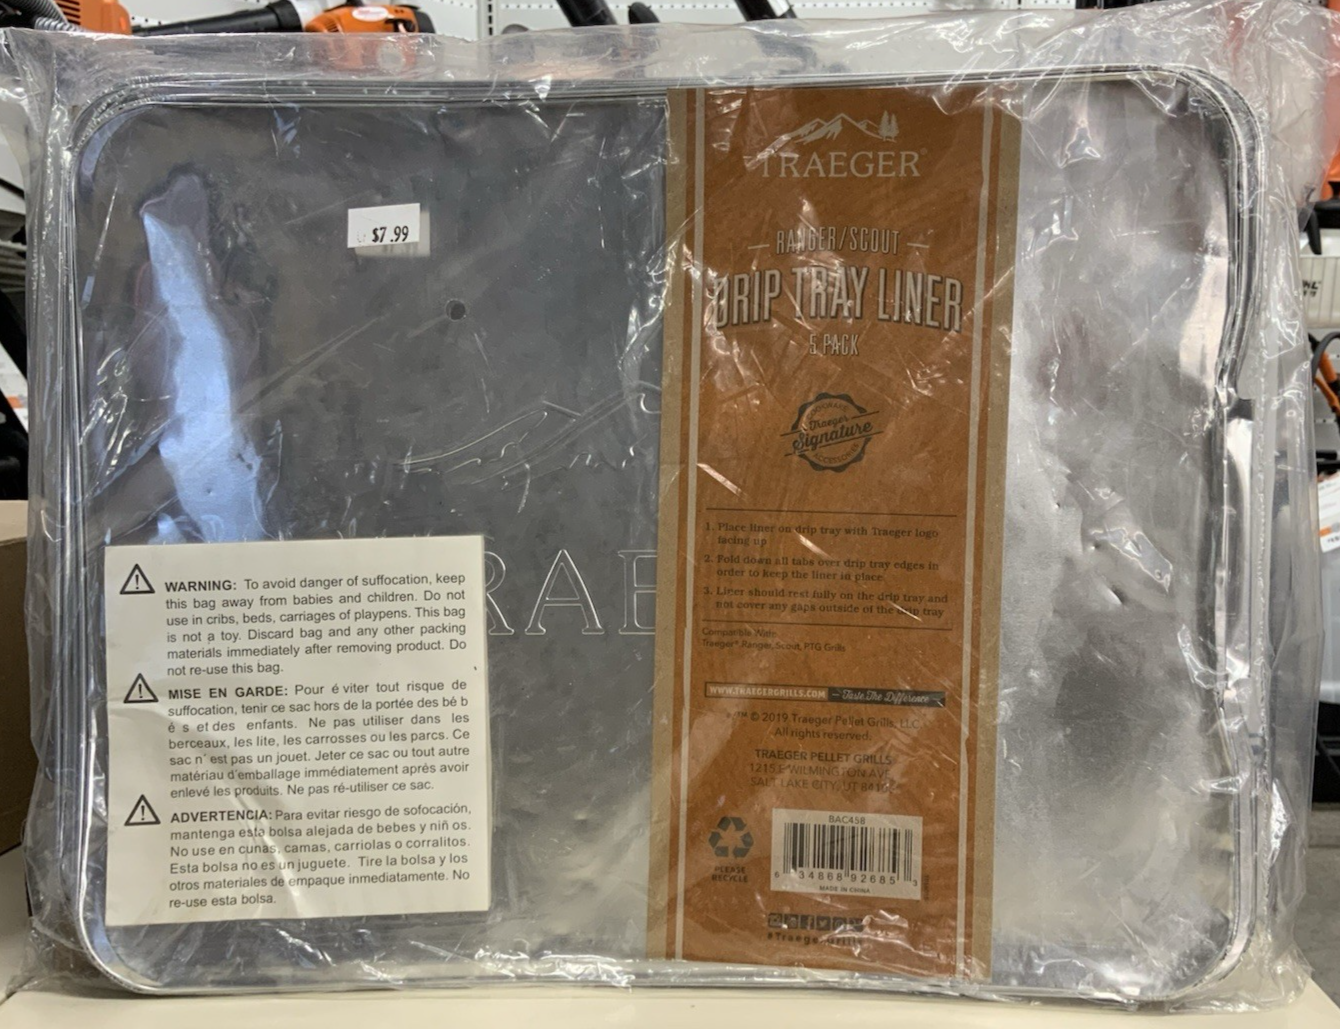 TRAEGER
RANGER/SCOUT
DRIP TRAY LINER
5 PACK
$7.99
Traeger
Signature
ACCESSORIES
1. Place liner on drip tray with Traeger logo
facing up
2. Fold down all tabs over drip tray edges in
order to keep the liner in place
3. Liner should rest fully on the drip tray and
not cover any gaps outside of the drip tray
Compatible With:
Traeger® Ranger, Scout, PTG Grills
WWW.TRAEGERGRILLS.COM — Taste The Difference —
®™ © 2019 Traeger Pellet Grills, LLC
All rights reserved.
TRAEGER PELLET GRILLS
1215 E WILMINGTON AVE
SALT LAKE CITY, UT
BAC458
6 34868 92685 3
MADE IN CHINA
PLEASE
RECYCLE
#TraegerGrills
RAE
WARNING: To avoid danger of suffocation, keep
this bag away from babies and children. Do not
use in cribs, beds, carriages of playpens. This bag
is not a toy. Discard bag and any other packing
materials immediately after removing product. Do
not re-use this bag.
MISE EN GARDE: Pour é viter tout risque de
suffocation, tenir ce sac hors de la portée des bé b
é s et des enfants. Ne pas utiliser dans les
berceaux, les lite, les carrosses ou les parcs. Ce
sac n' est pas un jouet. Jeter ce sac ou tout autre
matériau d'emballage immédiatement après avoir
enlevé les produits. Ne pas ré-utiliser ce sac.
ADVERTENCIA: Para evitar riesgo de sofocación,
mantenga esta bolsa alejada de bebes y niñ os.
No use en cunas, camas, carriolas o corralitos.
Esta bolsa no es un juguete. Tire la bolsa y los
otros materiales de empaque inmediatamente. No
re-use esta bolsa.